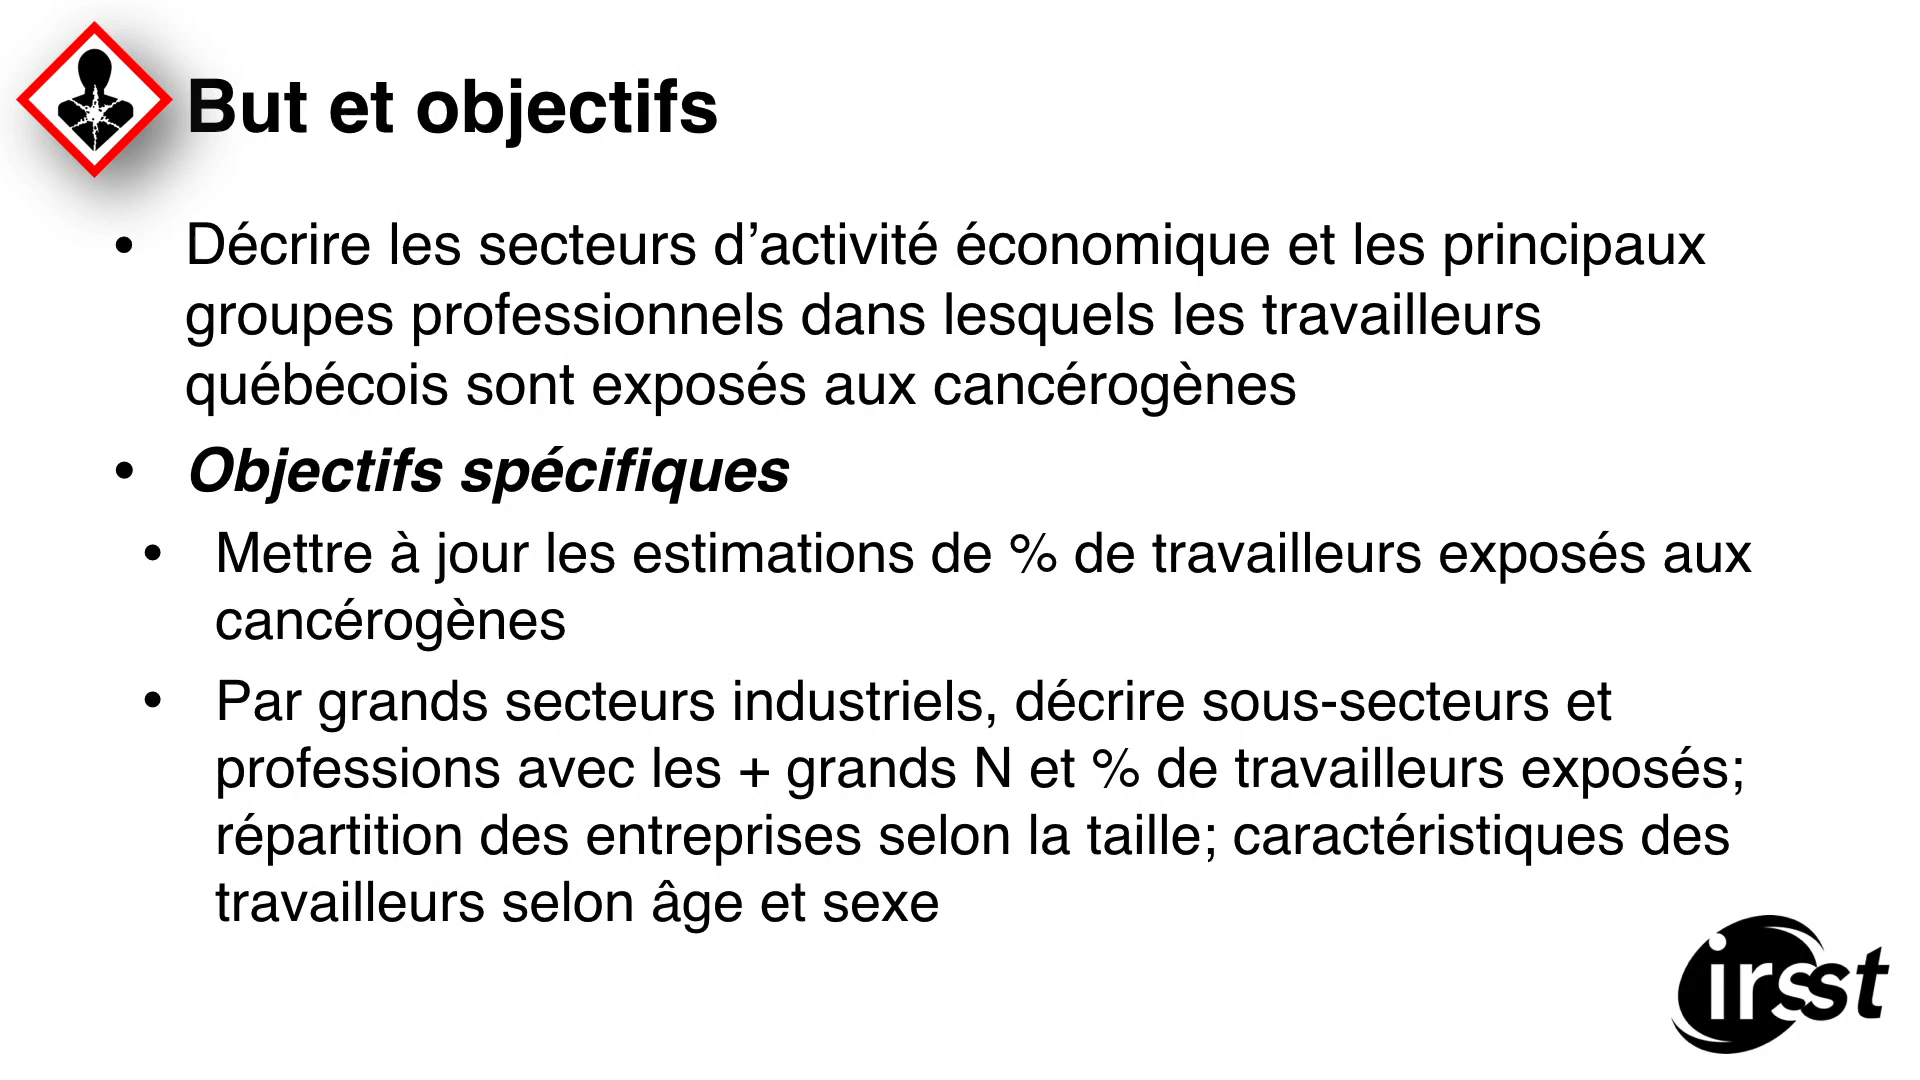 But et objectifs
• Décrire les secteurs d’activité économique et les principaux
groupes professionnels dans lesquels les travailleurs
québécois sont exposés aux cancérogènes
• Objectifs spécifiques
• Mettre à jour les estimations de % de travailleurs exposés aux
cancérogènes
• Par grands secteurs industriels, décrire sous-secteurs et
professions avec les + grands N et % de travailleurs exposés;
répartition des entreprises selon la taille; caractéristiques des
travailleurs selon âge et sexe
irsst